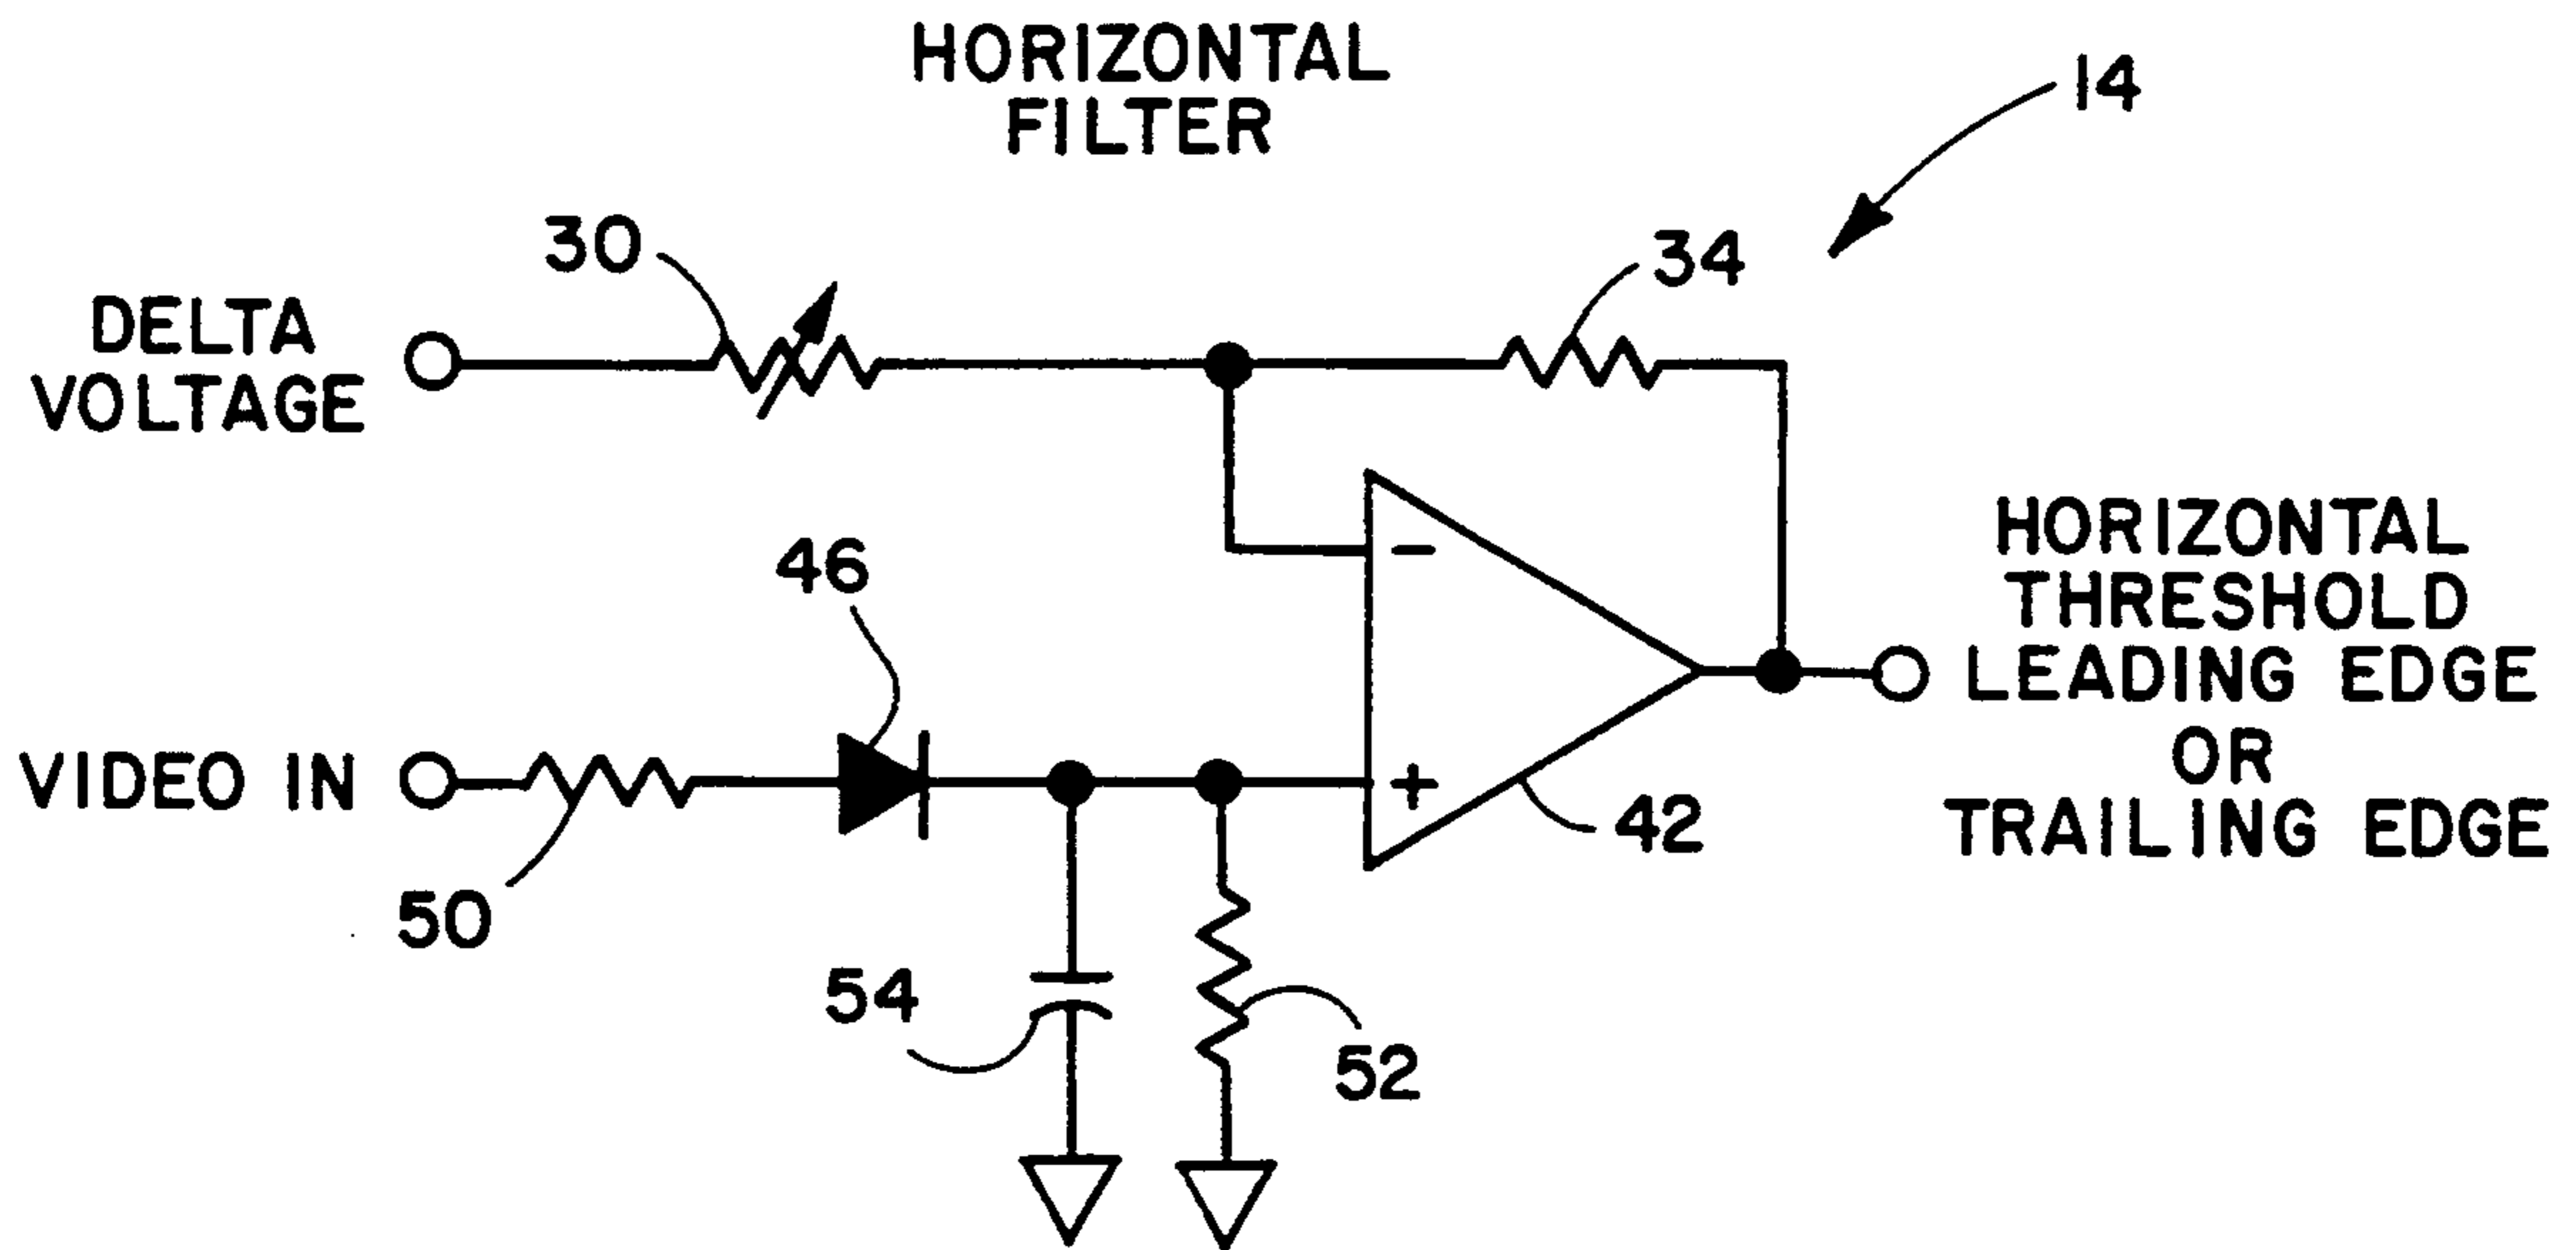 HORIZONTAL
FILTER
14
30
34
DELTA
VOLTAGE
46
−
HORIZONTAL
THRESHOLD
LEADING EDGE
OR
TRAILING EDGE
VIDEO IN
+
42
50
54
52